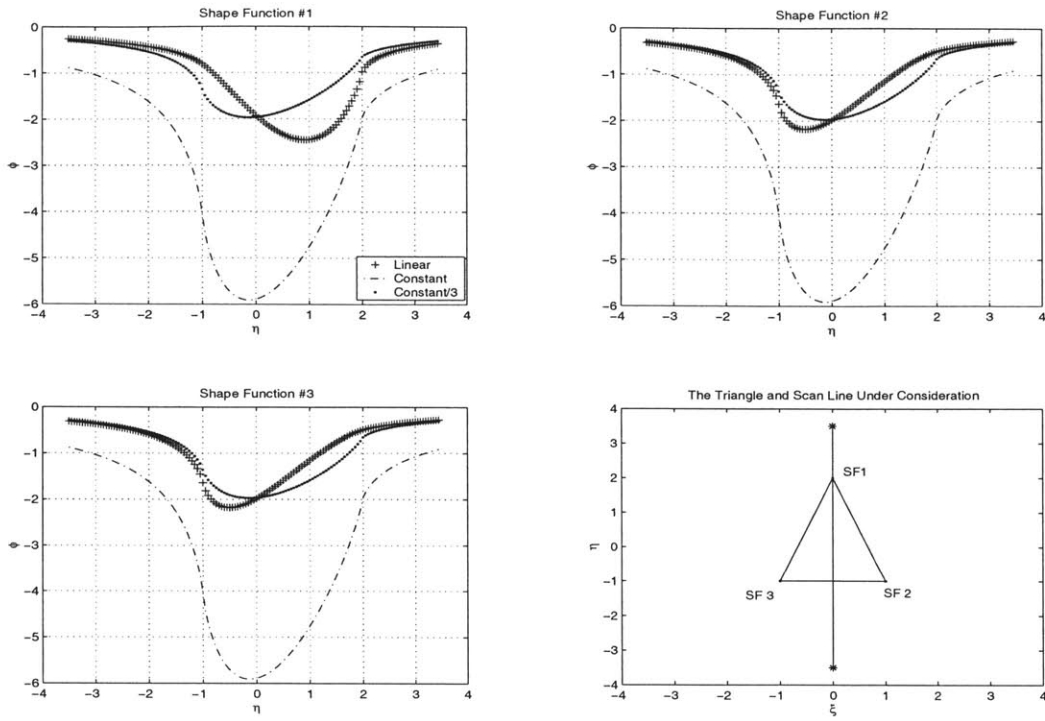 Shape Function #1
0
-1
-2
-3
-4
-5
-6
ϕ
-4 -3 -2 -1 0 1 2 3 4
η
Linear
Constant
Constant/3
Shape Function #2
0
-1
-2
-3
-4
-5
-6
ϕ
-4 -3 -2 -1 0 1 2 3 4
η
Shape Function #3
0
-1
-2
-3
-4
-5
-6
ϕ
-4 -3 -2 -1 0 1 2 3 4
η
The Triangle and Scan Line Under Consideration
4
3
2
1
0
-1
-2
-3
-4
η
SF1
SF 3
SF 2
-4 -3 -2 -1 0 1 2 3 4
ξ